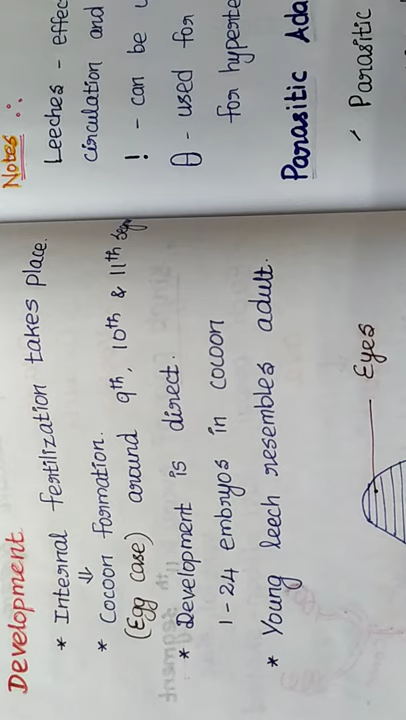 Development
* Internal fertilization takes place.
↓
* Cocoon formation.
(Egg case) around 9th, 10th & 11th
* Development is direct.
1-24 embryos in cocoon
* Young leech resembles adult.
Eyes
Notes :.
Leeches - effec
circulation and
! - can be u
θ - used for
for hyperte
Parasitic Ada
Parasitic